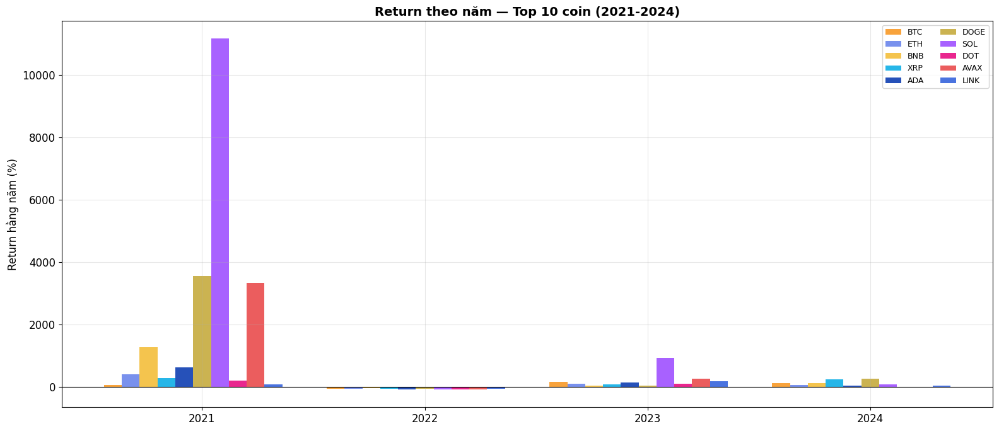 Return theo năm — Top 10 coin (2021-2024)
BTC
ETH
BNB
XRP
ADA
DOGE
SOL
DOT
AVAX
LINK
Return hằng năm (%)
10000
8000
6000
4000
2000
0
2021
2022
2023
2024